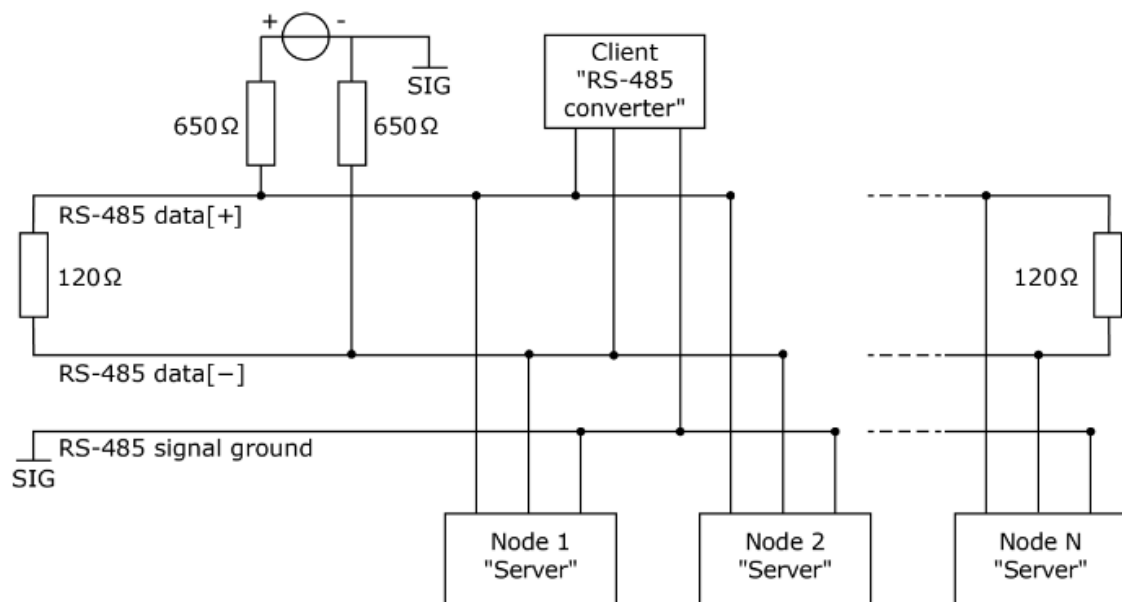 + -
SIG
650Ω
650Ω
Client
"RS-485
converter"
RS-485 data[+]
120Ω
120Ω
RS-485 data[−]
RS-485 signal ground
SIG
Node 1
"Server"
Node 2
"Server"
Node N
"Server"